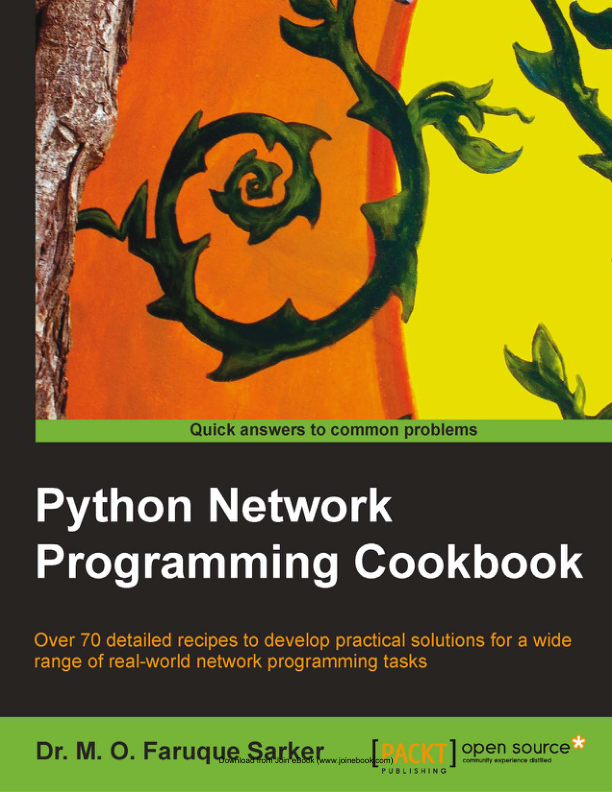 Quick answers to common problems
Python Network
Programming Cookbook
Over 70 detailed recipes to develop practical solutions for a wide
range of real-world network programming tasks
Dr. M. O. Faruque Sarker
[PACKT]
PUBLISHING
open source*
community experience distilled
Download from Join eBook (www.joinebook.com)